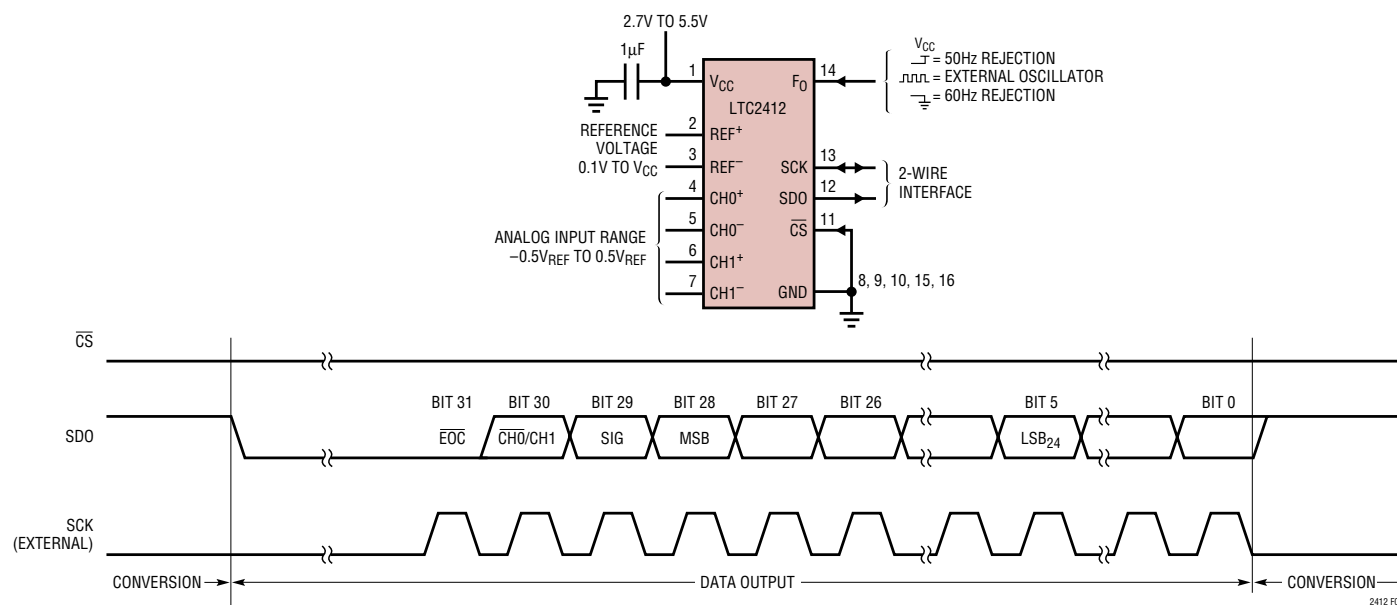 2.7V TO 5.5V
1µF
1
VCC
LTC2412
FO
14
VCC
= 50Hz REJECTION
= EXTERNAL OSCILLATOR
= 60Hz REJECTION
REFERENCE
VOLTAGE
0.1V TO VCC
2
REF+
3
REF–
SCK
13
SDO
12
2-WIRE
INTERFACE
ANALOG INPUT RANGE
–0.5VREF TO 0.5VREF
4
CH0+
5
CH0–
6
CH1+
7
CH1–
CS
11
GND
8, 9, 10, 15, 16
CS
SDO
BIT 31
BIT 30
BIT 29
BIT 28
BIT 27
BIT 26
BIT 5
BIT 0
EOC
CH0/CH1
SIG
MSB
LSB24
SCK
(EXTERNAL)
CONVERSION
DATA OUTPUT
CONVERSION